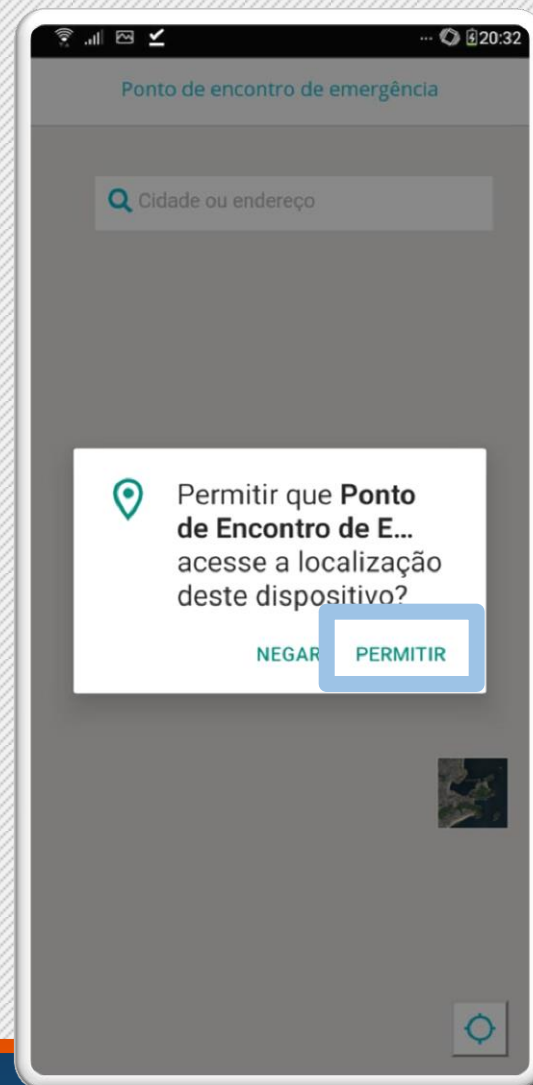 20:32
Ponto de encontro de emergência
Cidade ou endereço
Permitir que Ponto
de Encontro de E...
acesse a localização
deste dispositivo?
NEGAR PERMITIR